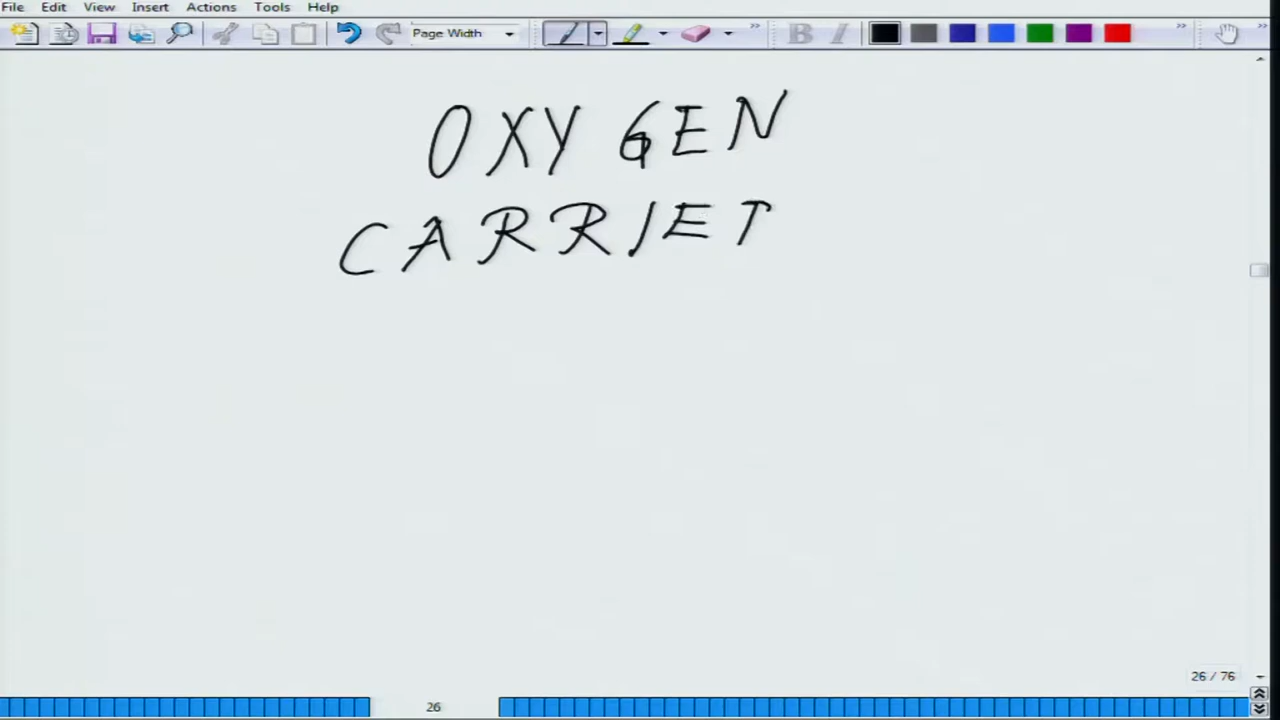 File Edit View Insert Actions Tools Help
Page Width
B I
OXYGEN
CARRIET
26 / 76
26